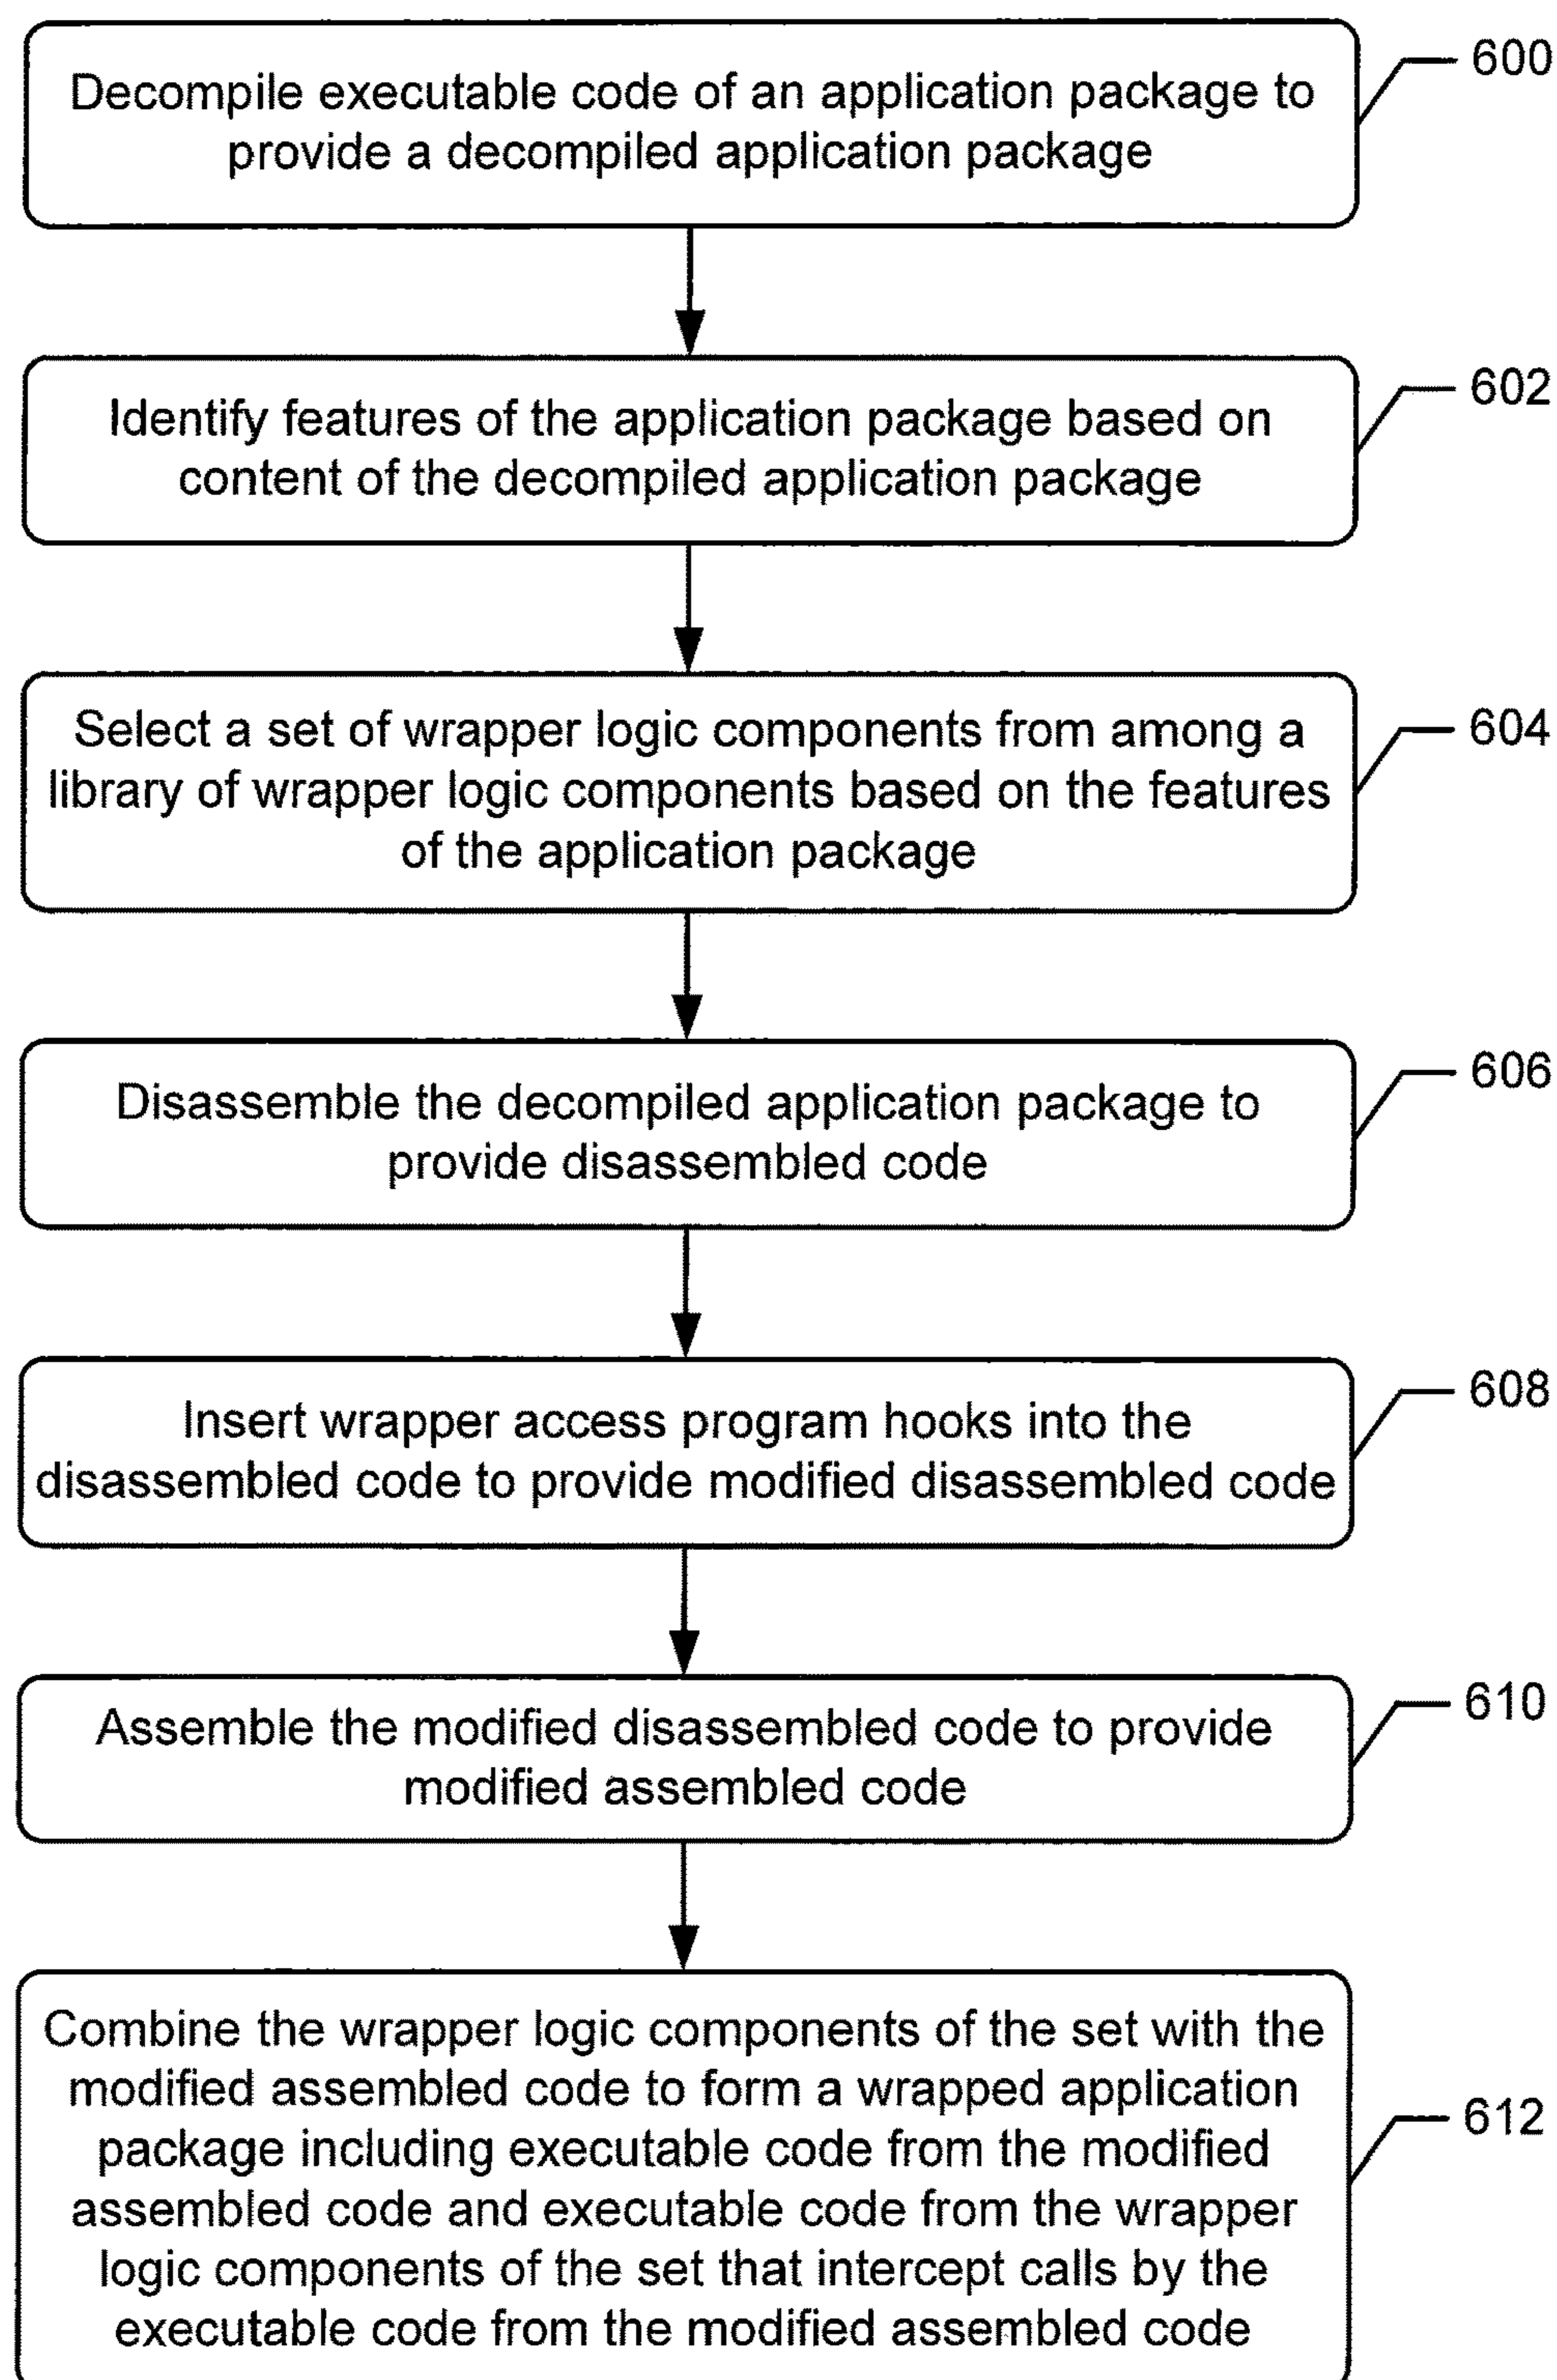 Decompile executable code of an application package to
provide a decompiled application package
600
Identify features of the application package based on
content of the decompiled application package
602
Select a set of wrapper logic components from among a
library of wrapper logic components based on the features
of the application package
604
Disassemble the decompiled application package to
provide disassembled code
606
Insert wrapper access program hooks into the
disassembled code to provide modified disassembled code
608
Assemble the modified disassembled code to provide
modified assembled code
610
Combine the wrapper logic components of the set with the
modified assembled code to form a wrapped application
package including executable code from the modified
assembled code and executable code from the wrapper
logic components of the set that intercept calls by the
executable code from the modified assembled code
612